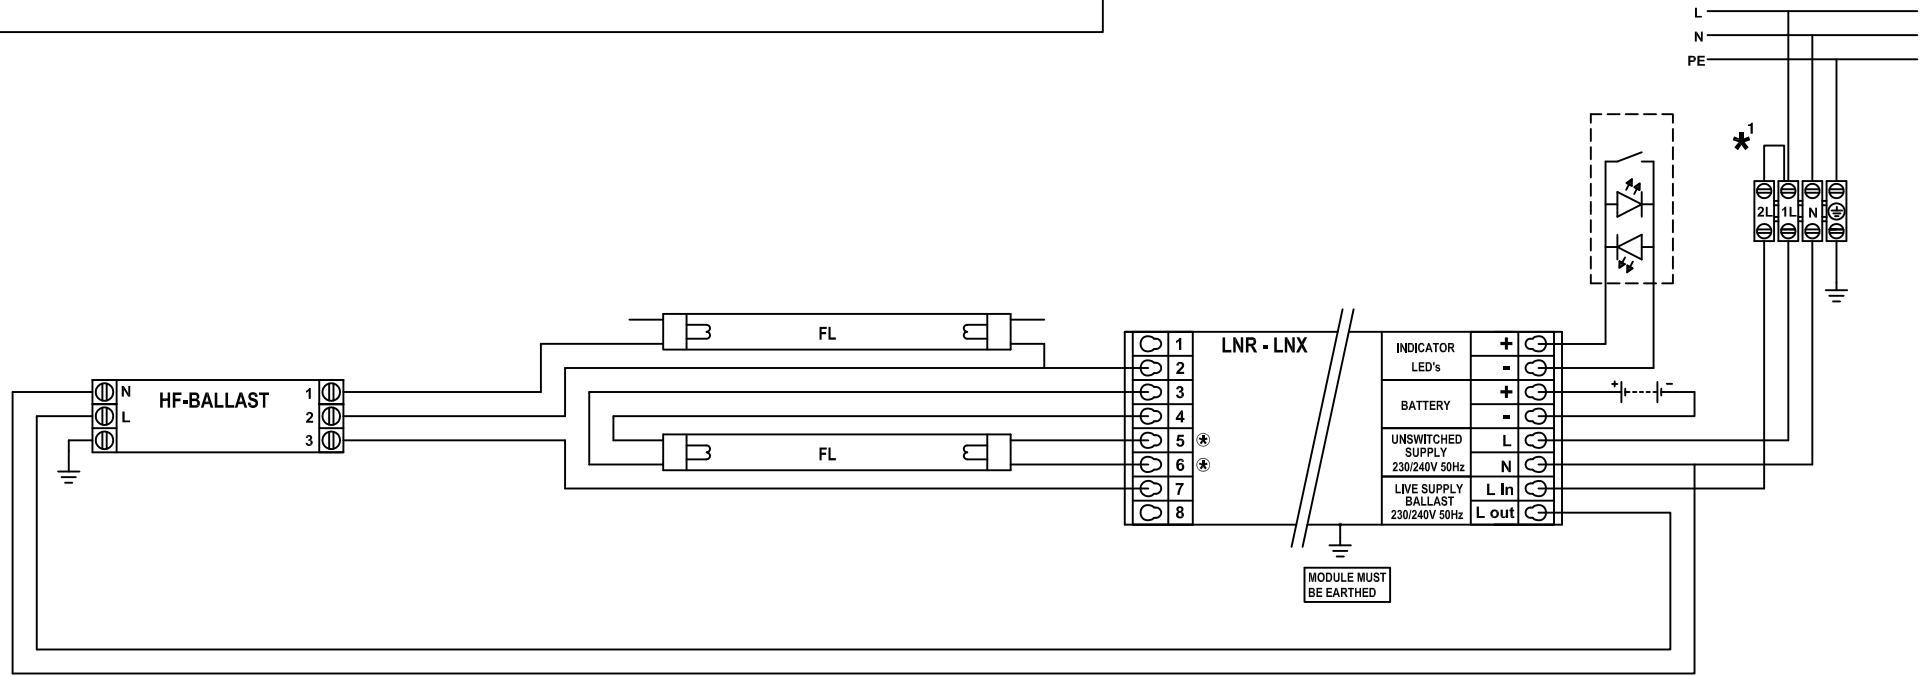 L
N
PE
*1
2L 1L N
FL
HF-BALLAST
N
L
1
2
3
FL
LNR - LNX
1
2
3
4
5 *
6 *
7
8
INDICATOR
LED's
+
-
BATTERY
+
-
+ -
UNSWITCHED
SUPPLY
230/240V 50Hz
L
N
LIVE SUPPLY
BALLAST
230/240V 50Hz
L In
L out
MODULE MUST
BE EARTHED